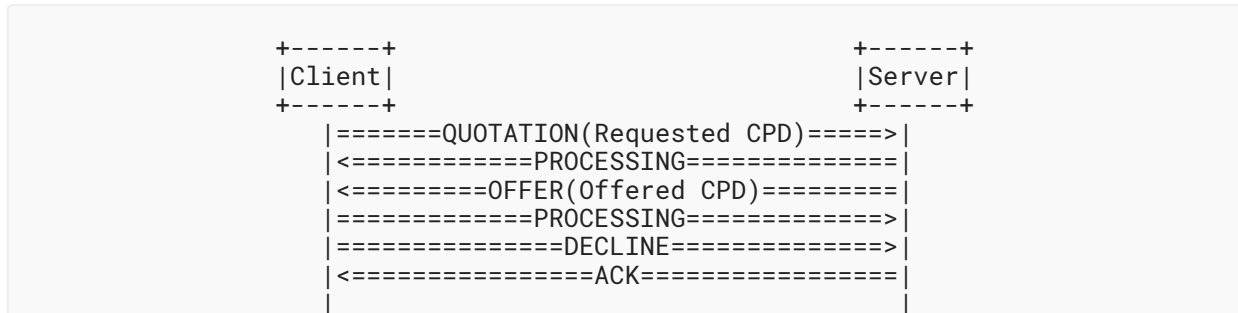 +------+                              +------+
|Client|                              |Server|
+------+                              +------+
|=======QUOTATION(Requested CPD)=====>|
|<============PROCESSING==============|
|<=========OFFER(Offered CPD)=========|
|=============PROCESSING=============>|
|===============DECLINE==============>|
|<================ACK=================|
|                                     |